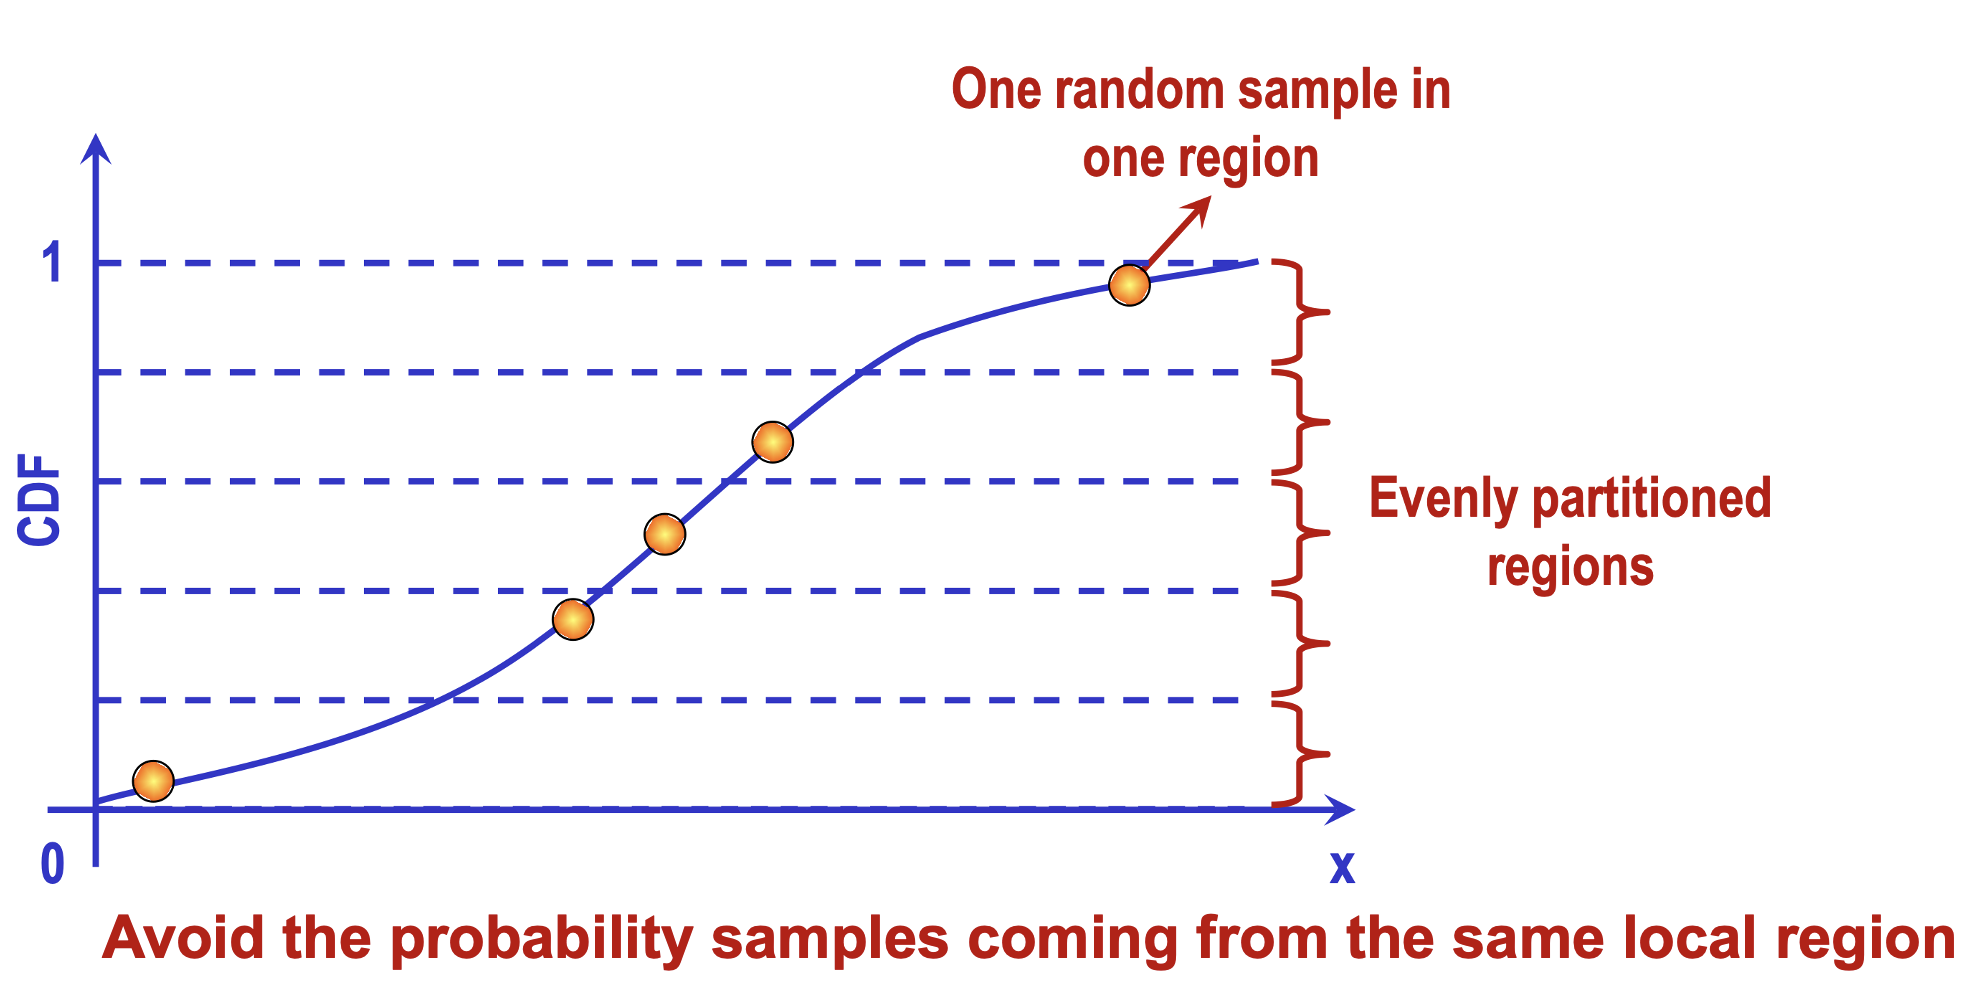 One random sample in
one region
1
CDF
Evenly partitioned
regions
0
x
Avoid the probability samples coming from the same local region